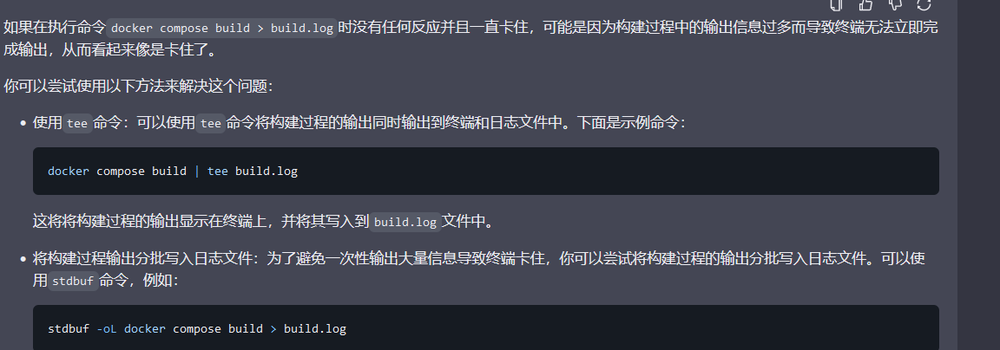 如果在执行命令 docker compose build > build.log 时没有任何反应并且一直卡住，可能是因为构建过程中的输出信息过多而导致终端无法立即完
成输出，从而看起来像是卡住了。
你可以尝试使用以下方法来解决这个问题：
• 使用 tee 命令：可以使用 tee 命令将构建过程的输出同时输出到终端和日志文件中。下面是示例命令：
docker compose build | tee build.log
这将将构建过程的输出显示在终端上，并将其写入到 build.log 文件中。
• 将构建过程输出分批写入日志文件：为了避免一次性输出大量信息导致终端卡住，你可以尝试将构建过程的输出分批写入日志文件。可以使
用 stdbuf 命令，例如：
stdbuf -oL docker compose build > build.log